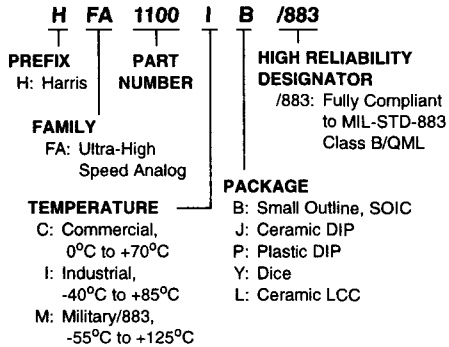 H FA 1100 I B /883
PREFIX
H: Harris
PART
NUMBER
HIGH RELIABILITY
DESIGNATOR
/883: Fully Compliant
to MIL-STD-883
Class B/QML
FAMILY
FA: Ultra-High
Speed Analog
TEMPERATURE
C: Commercial,
0°C to +70°C
I: Industrial,
-40°C to +85°C
M: Military/883,
-55°C to +125°C
PACKAGE
B: Small Outline, SOIC
J: Ceramic DIP
P: Plastic DIP
Y: Dice
L: Ceramic LCC